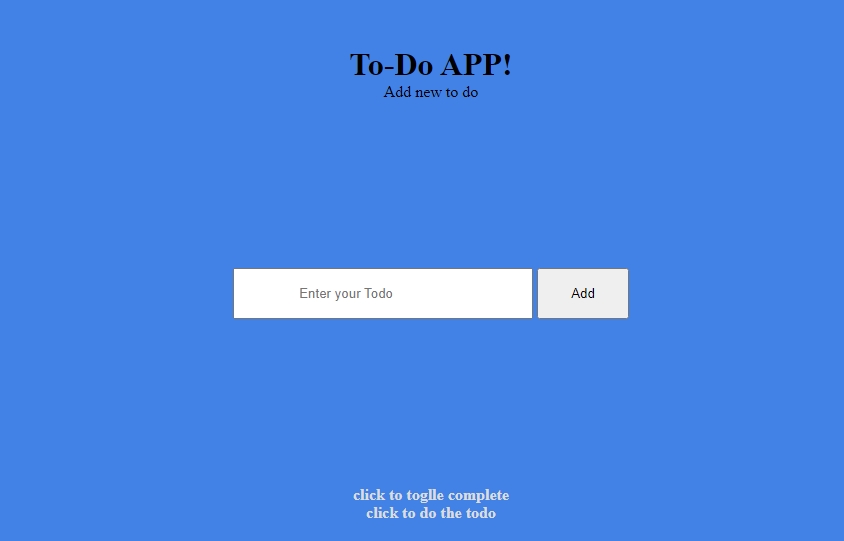 To-Do APP!
Add new to do
Enter your Todo
Add
click to toglle complete
click to do the todo